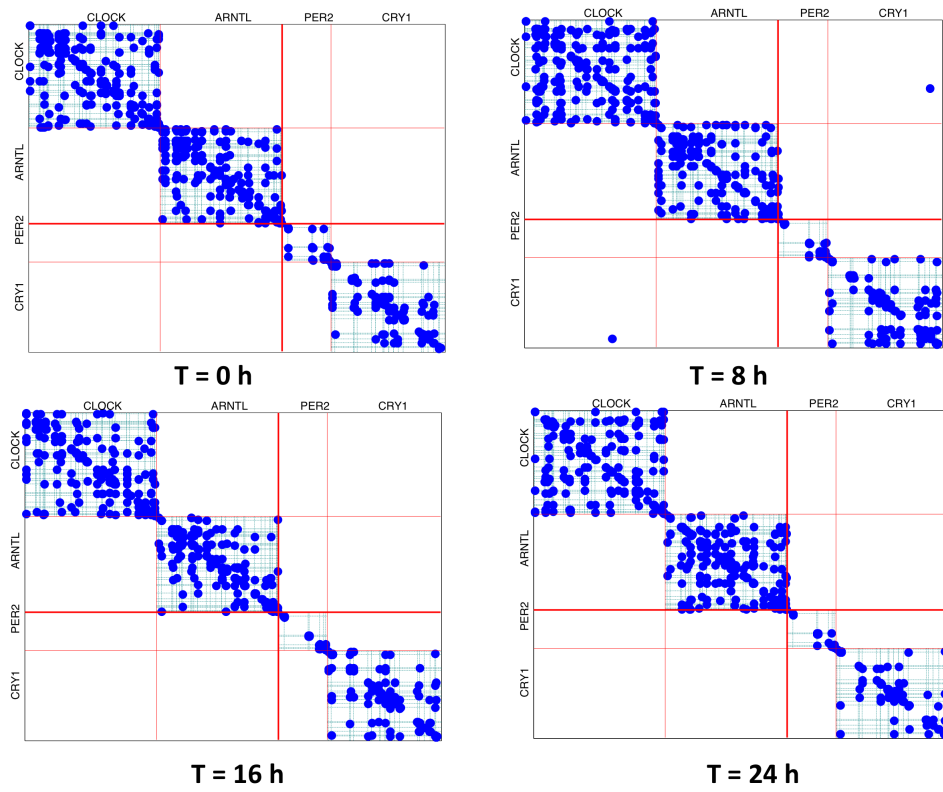 CLOCK ARNTL PER2 CRY1
CLOCK
ARNTL
PER2
CRY1
T = 0 h
CLOCK ARNTL PER2 CRY1
CLOCK
ARNTL
PER2
CRY1
T = 8 h
CLOCK ARNTL PER2 CRY1
CLOCK
ARNTL
PER2
CRY1
T = 16 h
CLOCK ARNTL PER2 CRY1
CLOCK
ARNTL
PER2
CRY1
T = 24 h